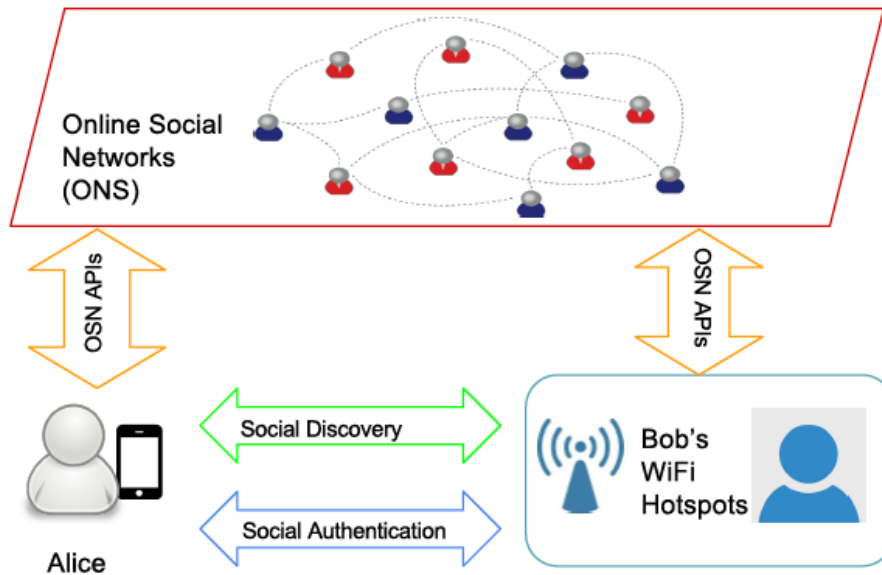 Online Social
Networks
(ONS)
OSN APIs
OSN APIs
Social Discovery
Bob's
WiFi
Hotspots
Social Authentication
Alice